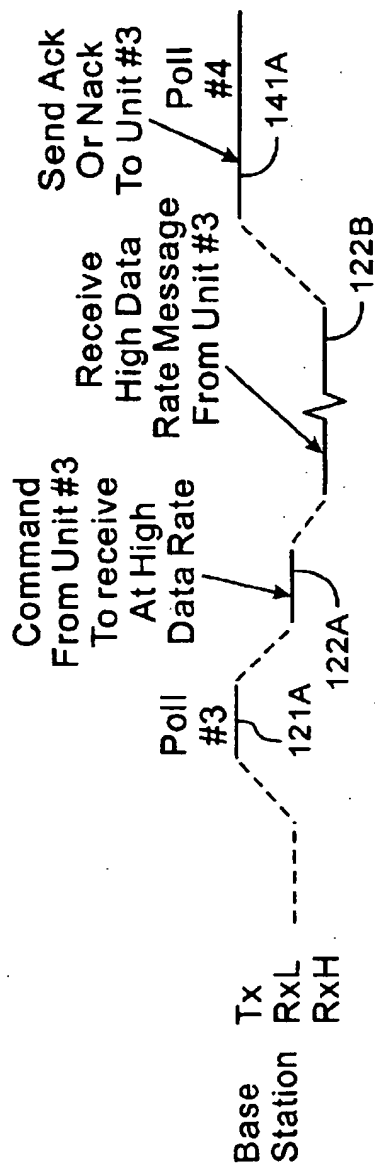 Base
Station
Tx
RxL
RxH
Poll
#3
121A
Command
From Unit #3
To receive
At High
Data Rate
122A
Receive
High Data
Rate Message
From Unit #3
122B
Send Ack
Or Nack
To Unit #3
Poll
#4
141A